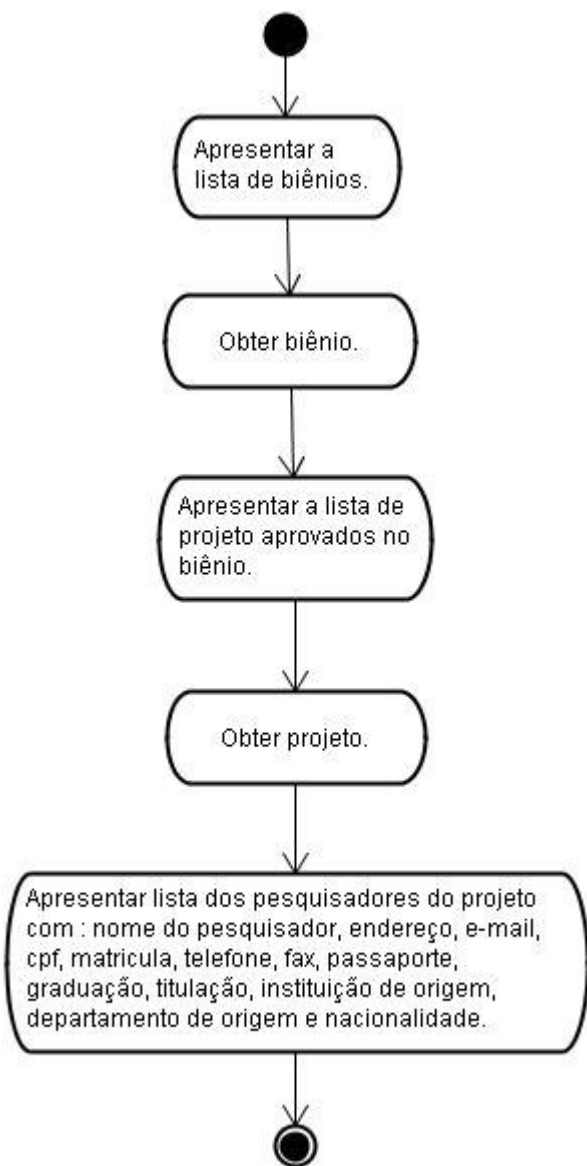 Apresentar a
lista de biênios.
Obter biênio.
Apresentar a lista de
projeto aprovados no
biênio.
Obter projeto.
Apresentar lista dos pesquisadores do projeto
com : nome do pesquisador, endereço, e-mail,
cpf, matricula, telefone, fax, passaporte,
graduação, titulação, instituição de origem,
departamento de origem e nacionalidade.